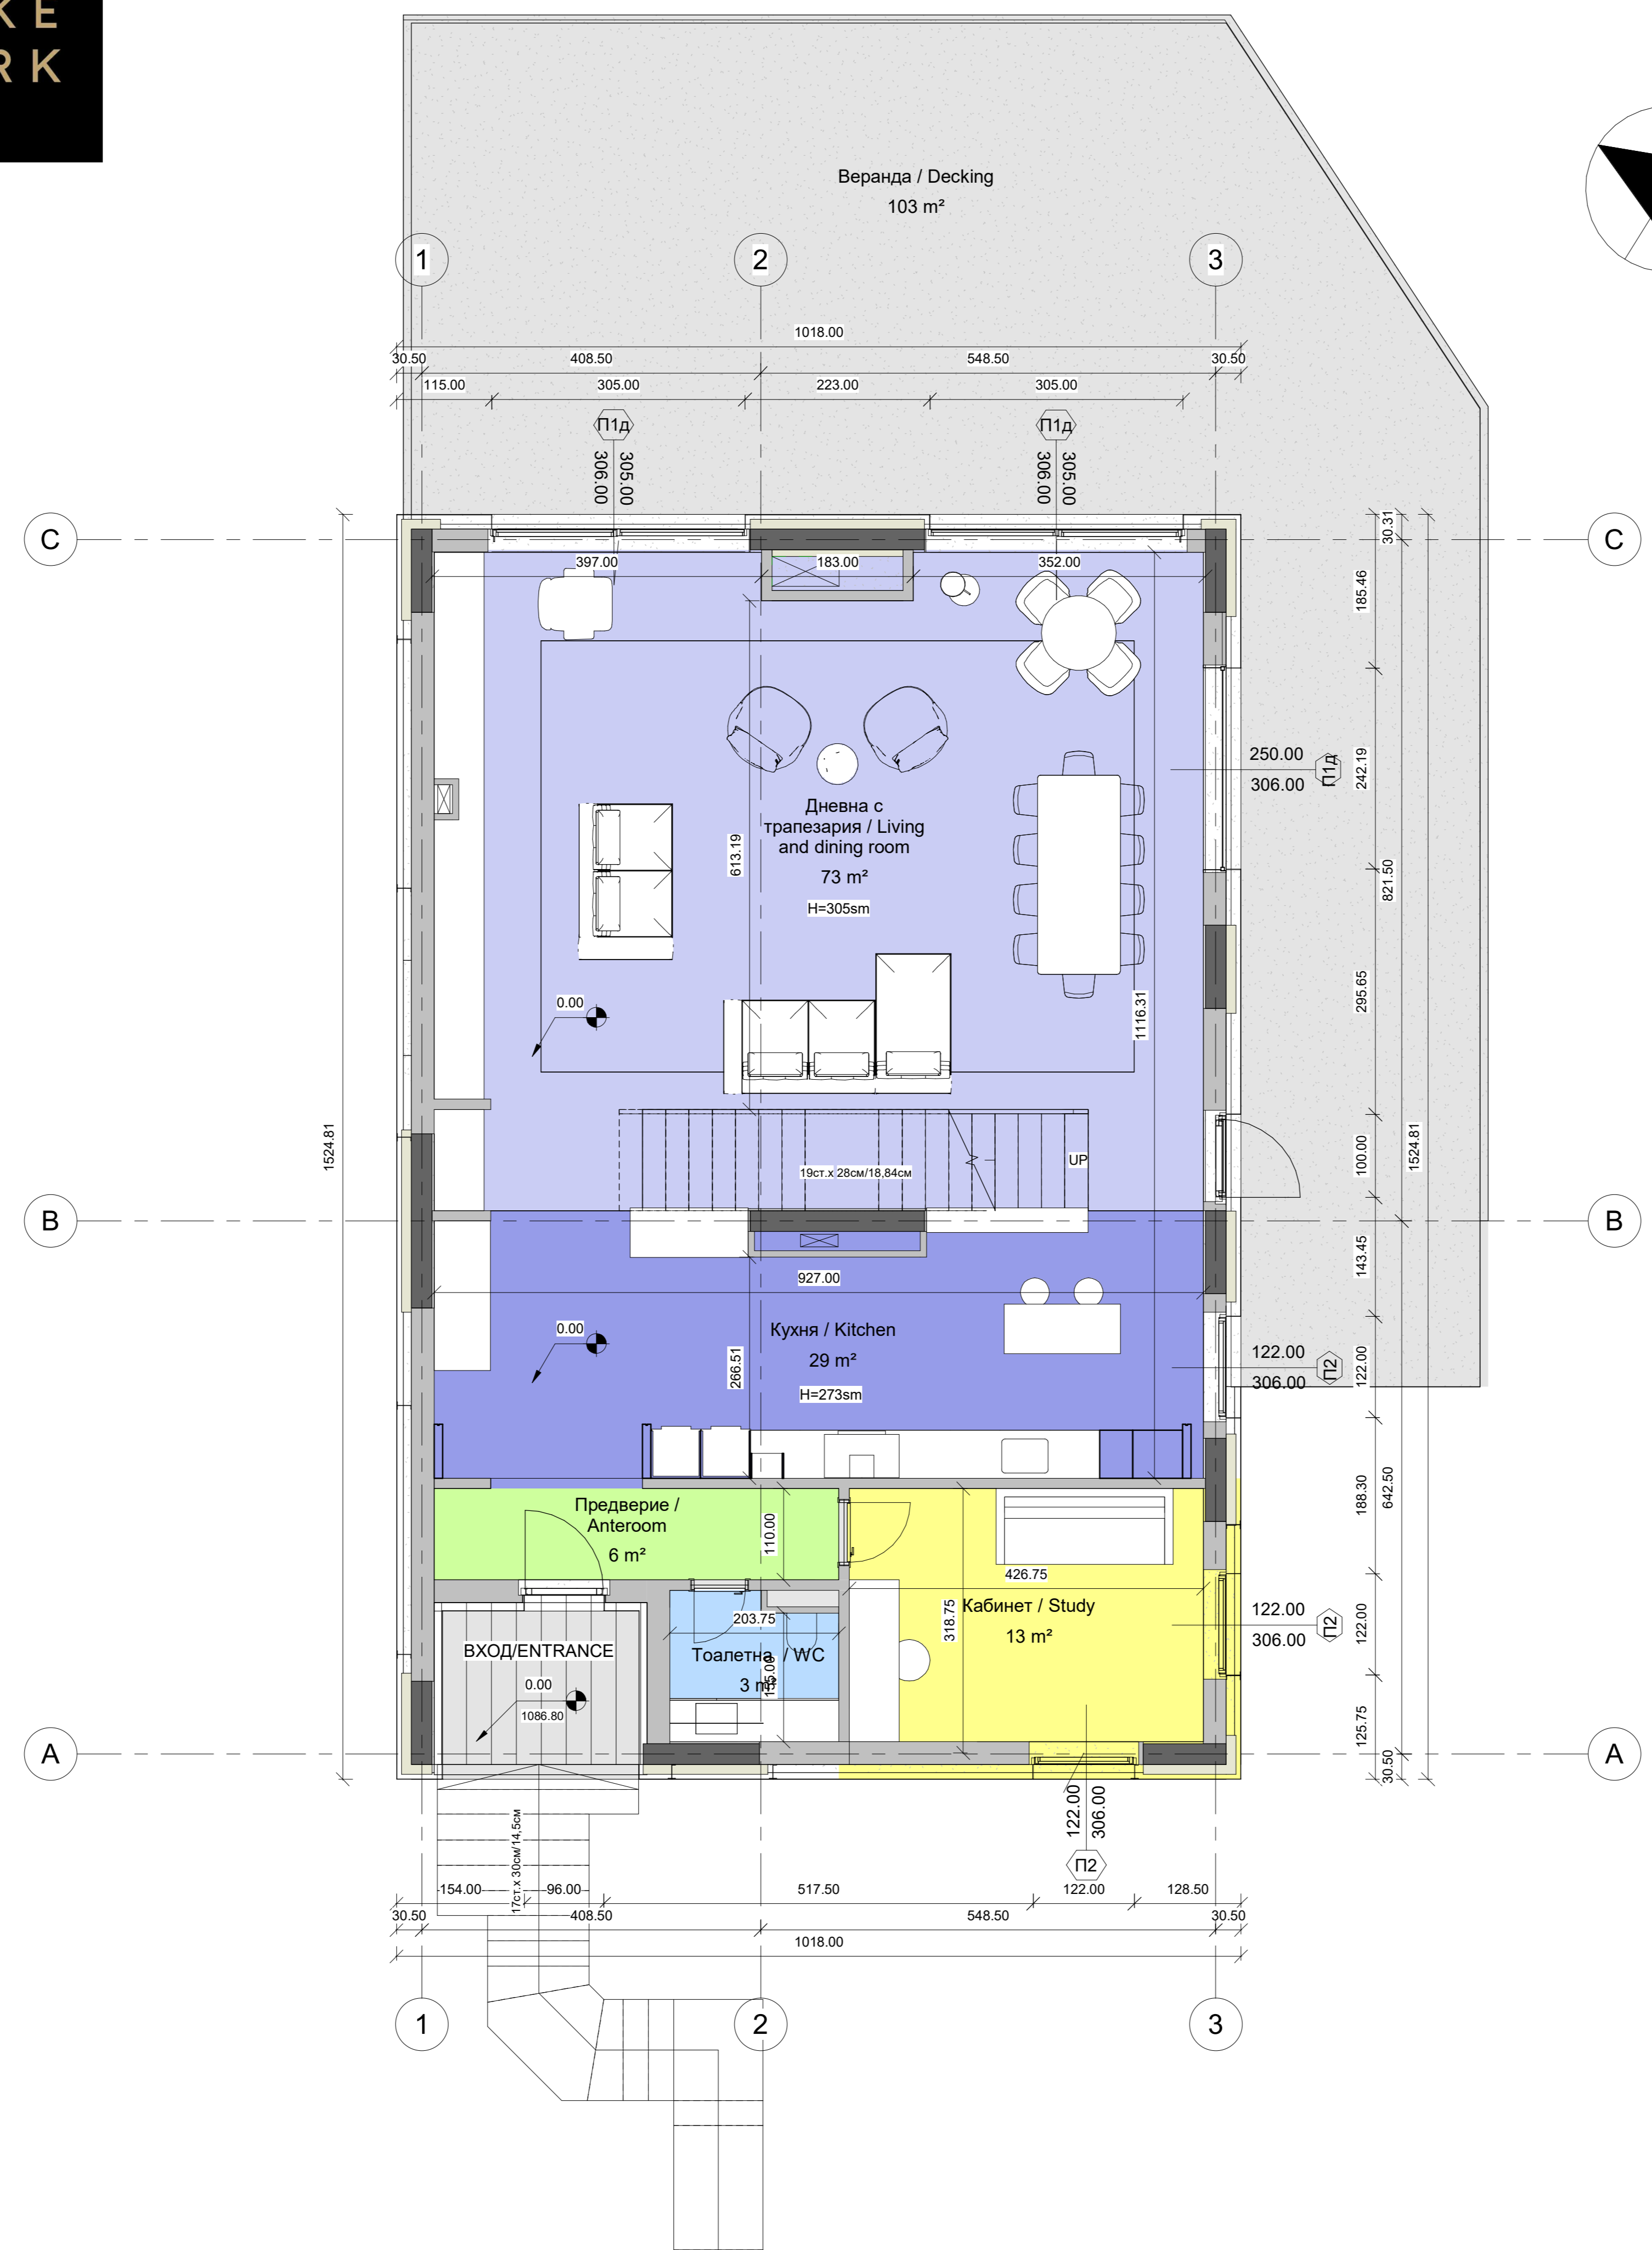 K E
R K
Веранда / Decking
103 m²
1
2
3
1018.00
30.50
408.50
548.50
30.50
115.00
305.00
223.00
305.00
П1д
П1д
306.00
305.00
306.00
305.00
C
C
30.31
397.00
183.00
352.00
185.46
250.00
306.00
П1д
242.19
Дневна с
трапезария / Living
and dining room
73 m²
H=305sm
613.19
821.50
0.00
1116.31
295.65
1524.81
1524.81
100.00
UP
19ст.x 28см/18,84см
B
B
143.45
927.00
0.00
Кухня / Kitchen
29 m²
H=273sm
266.51
122.00
306.00
П2
122.00
188.30
642.50
Предверие /
Anteroom
6 m²
110.00
426.75
318.75
Кабинет / Study
13 m²
122.00
306.00
П2
122.00
203.75
ВХОД/ENTRANCE
Тоалетна / WC
3 m²
0.00
1086.80
125.75
A
A
30.50
122.00
306.00
П2
17ст.x 30см/14,5см
154.00
96.00
517.50
122.00
128.50
30.50
408.50
548.50
30.50
1018.00
1
2
3